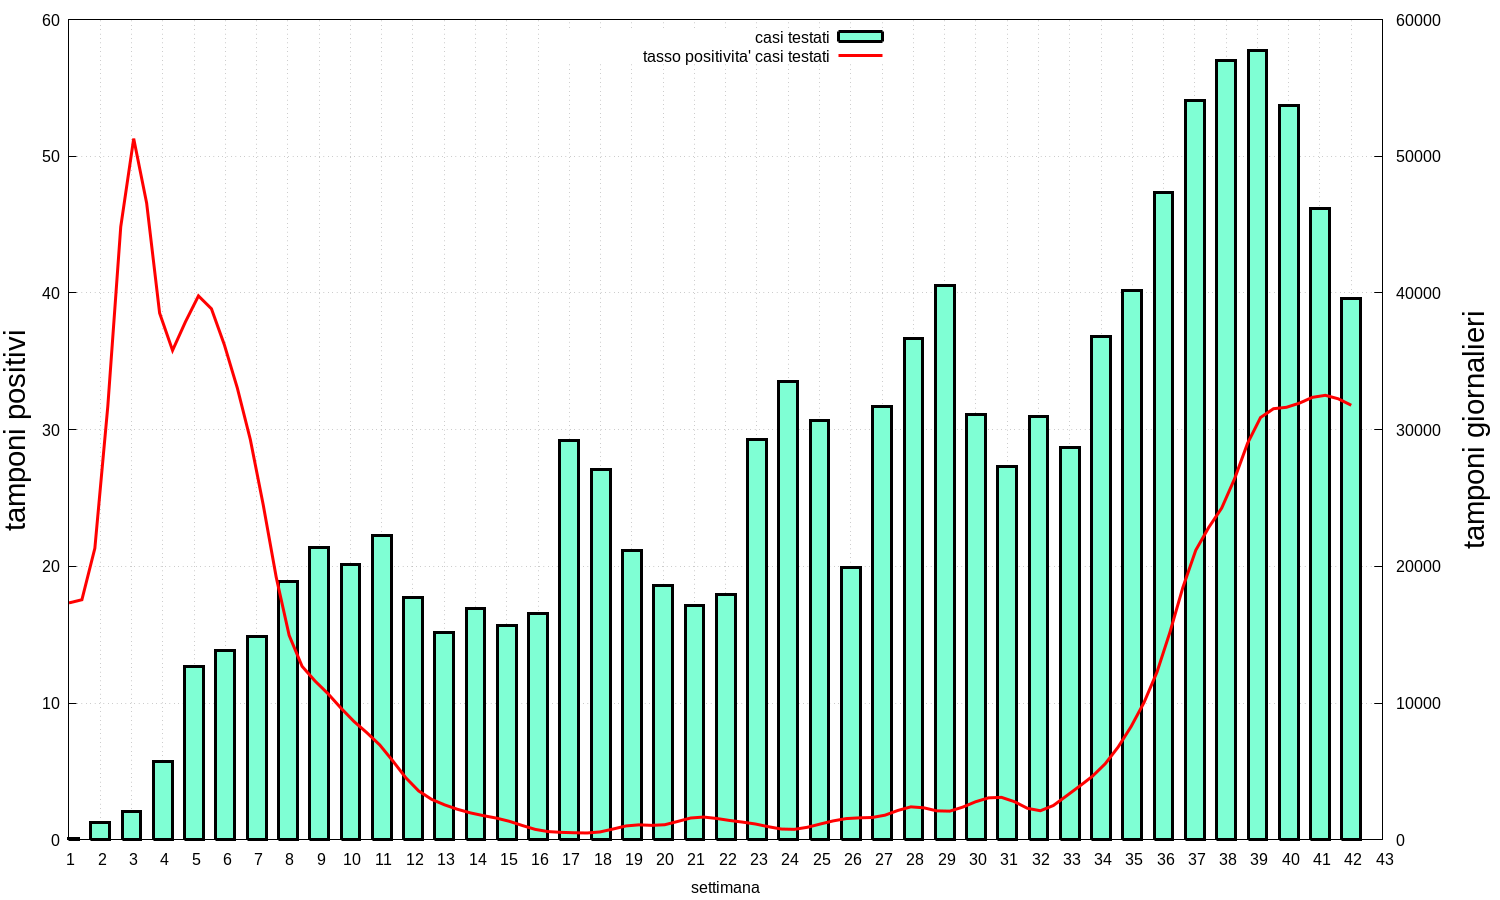 casi testati
tasso positivita' casi testati
60
50
40
30
20
10
0
tamponi positivi
60000
50000
40000
30000
20000
10000
0
tamponi giornalieri
1 2 3 4 5 6 7 8 9 10 11 12 13 14 15 16 17 18 19 20 21 22 23 24 25 26 27 28 29 30 31 32 33 34 35 36 37 38 39 40 41 42 43
settimana